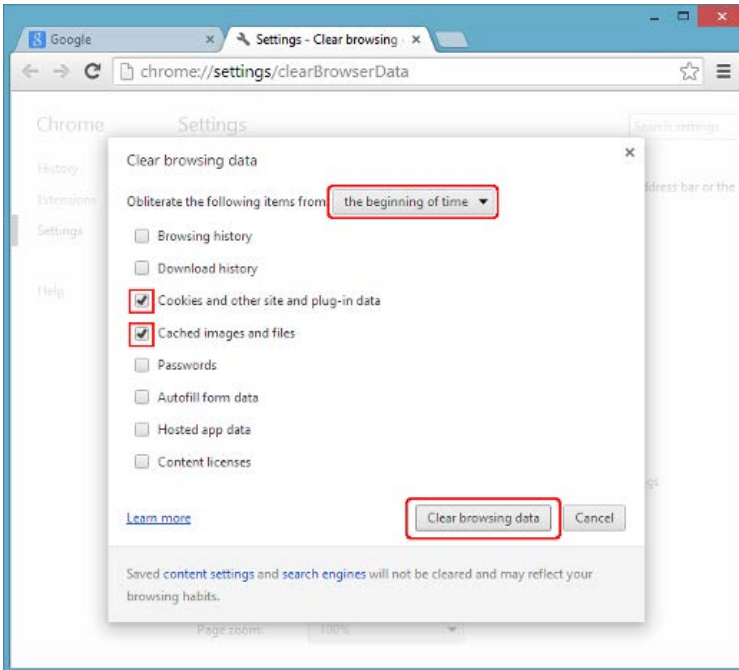 Google
Settings - Clear browsing
chrome://settings/clearBrowserData
Chrome
Settings
Search settings
History
Extensions
Settings
Help
ddress bar or the
Clear browsing data
Obliterate the following items from: the beginning of time
Browsing history
Download history
Cookies and other site and plug-in data
Cached images and files
Passwords
Autofill form data
Hosted app data
Content licenses
gs
Learn more
Clear browsing data
Cancel
Saved content settings and search engines will not be cleared and may reflect your
browsing habits.
Page zoom: 100%